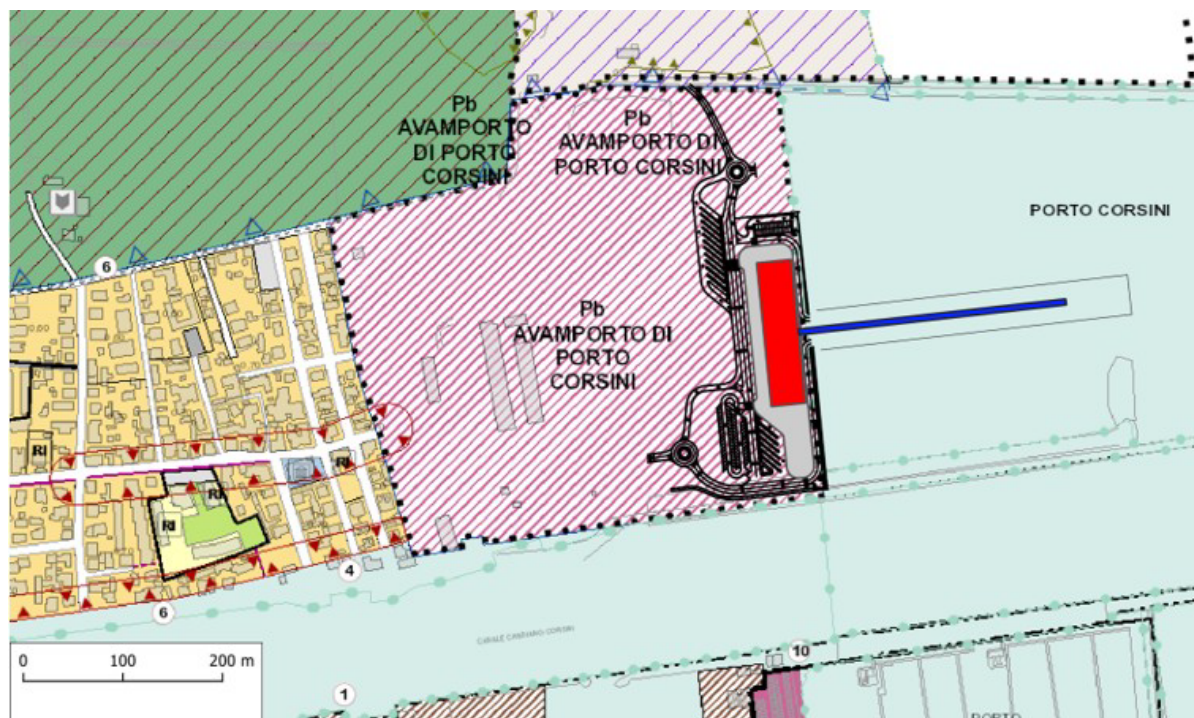 Pb
AVAMPORTO
DI PORTO
CORSINI
Pb
AVAMPORTO DI
PORTO CORSINI
PORTO CORSINI
6
Pb
AVAMPORTO DI
PORTO
CORSINI
RI
RI
RI
RI
4
6
CANALE CANDIANO CORSINI
0 100 200 m
10
1
PORTO